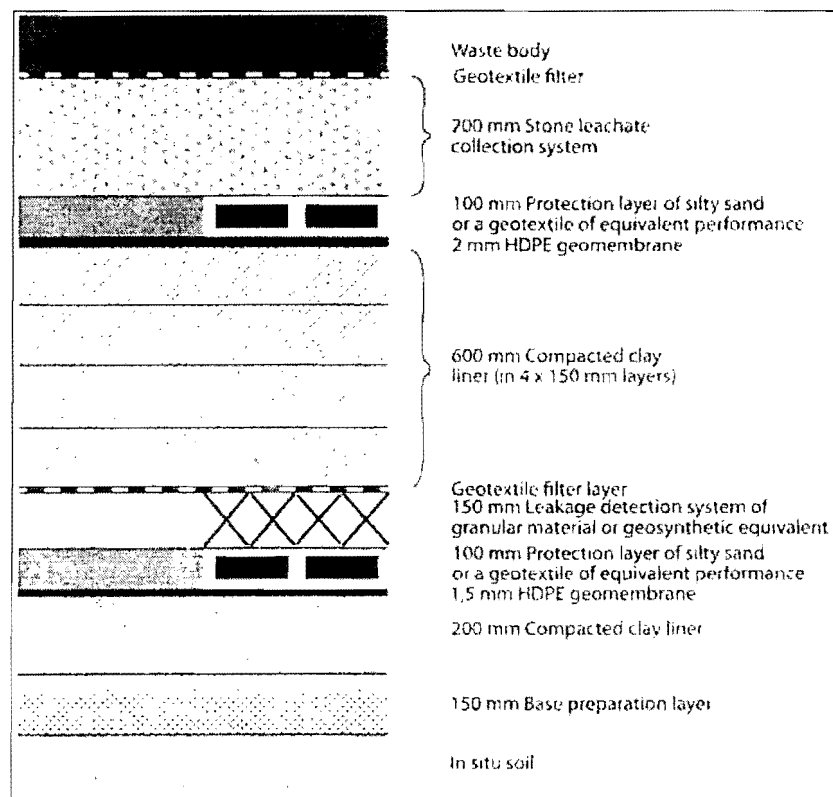 Waste body
Geotextile filter
200 mm Stone leachate
collection system
100 mm Protection layer of silty sand
or a geotextile of equivalent performance
2 mm HDPE geomembrane
600 mm Compacted clay
liner (in 4 x 150 mm layers)
Geotextile filter layer
150 mm Leakage detection system of
granular material or geosynthetic equivalent
100 mm Protection layer of silty sand
or a geotextile of equivalent performance
1,5 mm HDPE geomembrane
200 mm Compacted clay liner
150 mm Base preparation layer
In situ soil